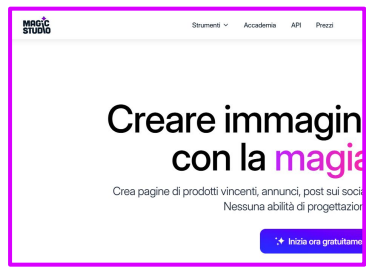 MAGIC
STUDIO
Strumenti Accademia API Prezzi
Creare immagin
con la magia
Crea pagine di prodotti vincenti, annunci, post sui socia
Nessuna abilità di progettazion
Inizia ora gratuitame